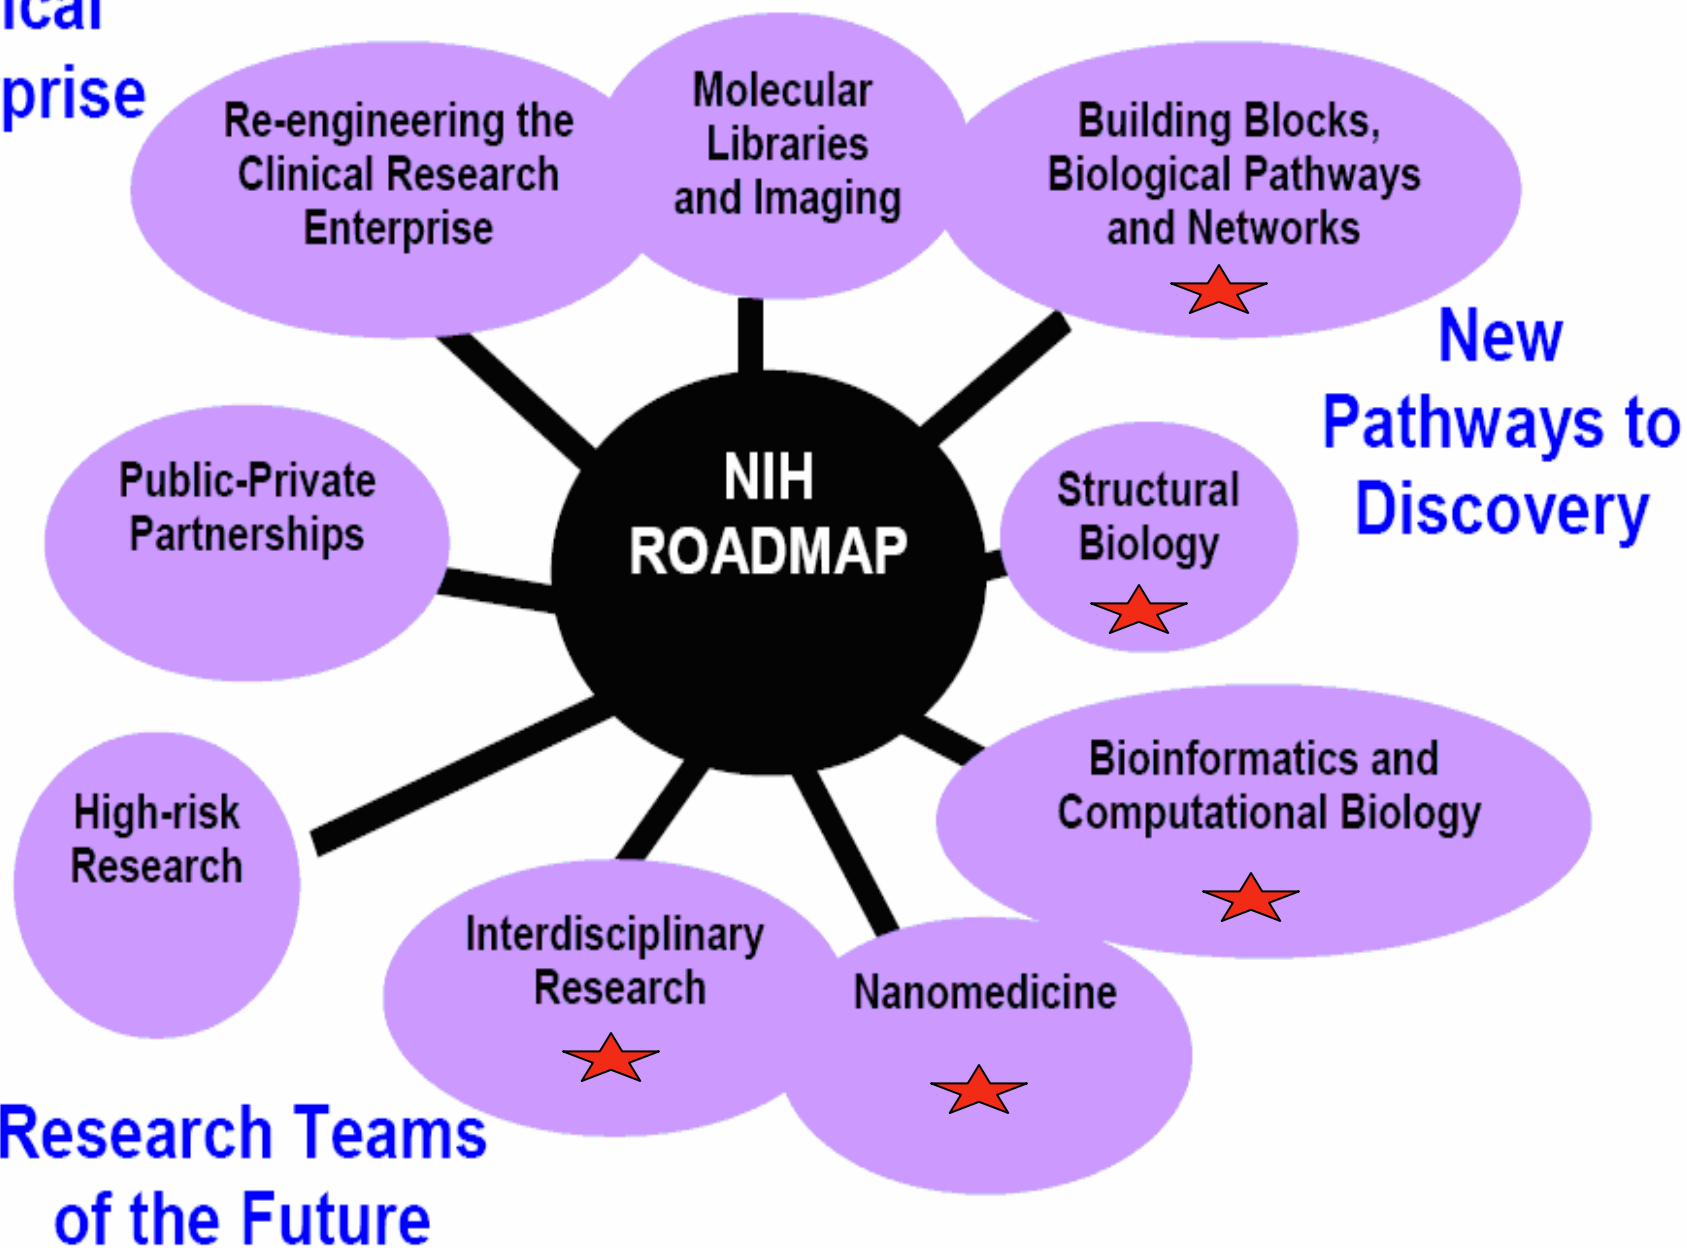 prise
Re-engineering the
Clinical Research
Enterprise
Molecular
Libraries
and Imaging
Building Blocks,
Biological Pathways
and Networks
New
Pathways to
Discovery
NIH
ROADMAP
Public-Private
Partnerships
Structural
Biology
High-risk
Research
Bioinformatics and
Computational Biology
Interdisciplinary
Research
Nanomedicine
Research Teams
of the Future